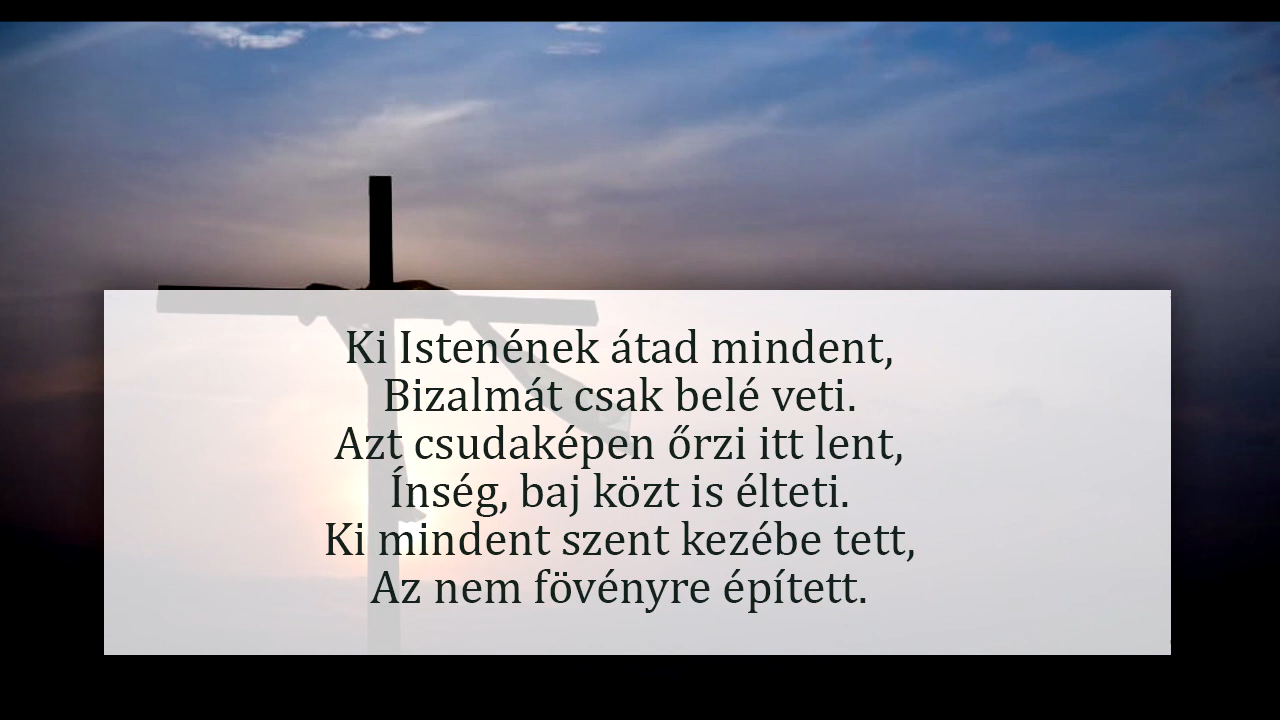 Ki Istenének átad mindent,
Bizalmát csak belé veti.
Azt csudaképen őrzi itt lent,
Ínség, baj közt is élteti.
Ki mindent szent kezébe tett,
Az nem fövényre épített.